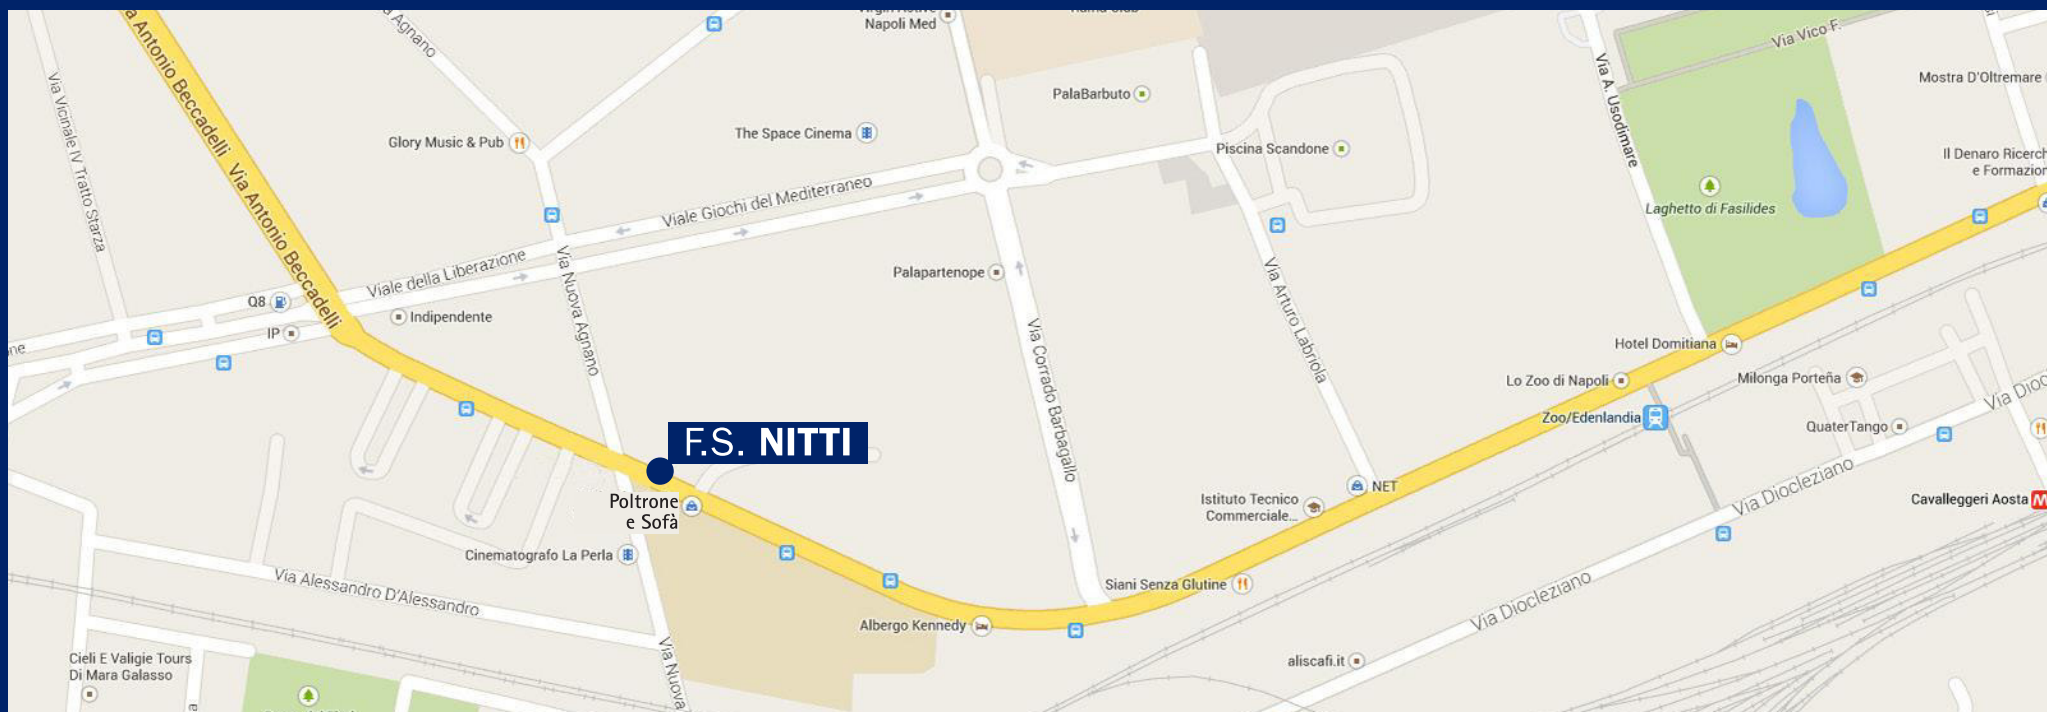 Napoli Med
Agnano
Via Vico F.
Via Antonio Beccadelli
Via Vicinale IV Tratto Starza
Via A. Usodimare
Mostra D'Oltremare
PalaBarbuto
The Space Cinema
Glory Music & Pub
Piscina Scandone
Il Denaro Ricerch
e Formazion
Via Antonio Beccadelli
Viale Giochi del Mediterraneo
Laghetto di Fasilides
Viale della Liberazione
Via Nuova Agnano
Palapartenope
Via Arturo Labriola
Q8
IP
Indipendente
Via Corrado Barbagallo
Hotel Domitiana
Lo Zoo di Napoli
Milonga Porteña
Zoo/Edenlandia
Via Dioc
QuaterTango
F.S. NITTI
Poltrone
e Sofà
NET
Istituto Tecnico
Commerciale...
Via Diocleziano
Cavalleggeri Aosta
M
Cinematografo La Perla
Via Alessandro D'Alessandro
Siani Senza Glutine
Via Diocleziano
Albergo Kennedy
Via Nuova
aliscafi.it
Cieli E Valigie Tours
Di Mara Galasso